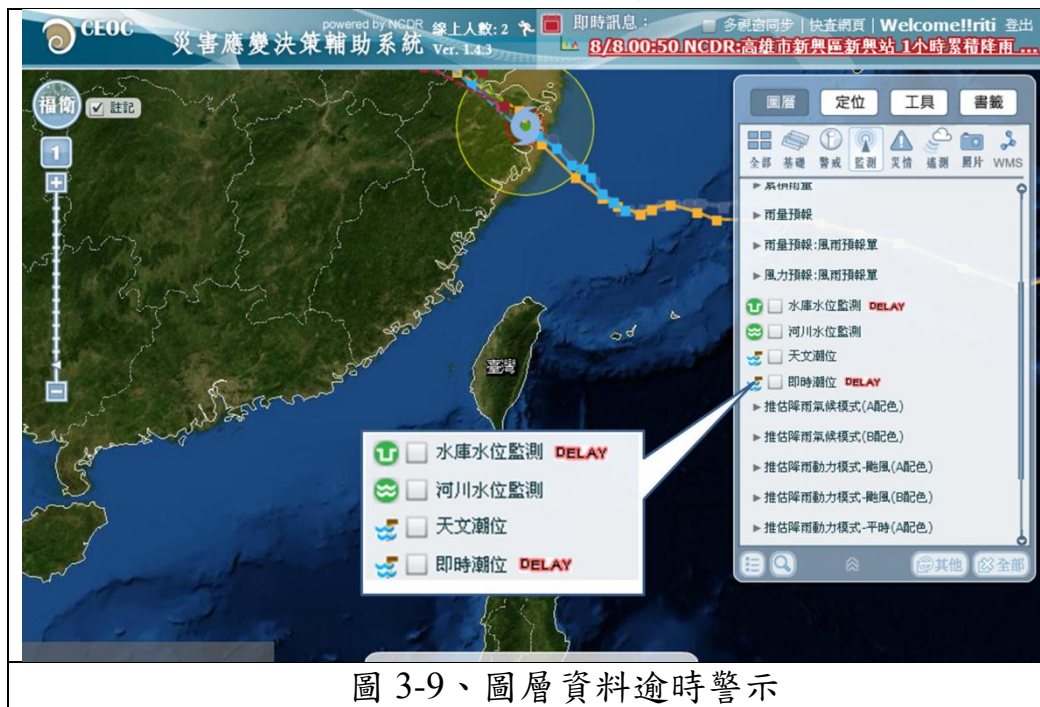 CEOC
powered by NCDR
災害應變決策輔助系統 Ver. 1.4.3
線上人數: 2
即時訊息：
多視窗同步 | 快查網頁 | Welcome!!riti 登出
8/8 00:50 NCDR:高雄市新興區新興站 1小時累積降雨 ...
福衛
註記
1
臺灣
圖層 定位 工具 書籤
全部 基礎 警戒 監測 災情 遙測 照片 WMS
累積雨量
雨量預報
雨量預報:風雨預報單
風力預報:風雨預報單
水庫水位監測 DELAY
河川水位監測
天文潮位
即時潮位 DELAY
推估降雨氣候模式(A配色)
推估降雨氣候模式(B配色)
推估降雨動力模式-颱風(A配色)
推估降雨動力模式-颱風(B配色)
推估降雨動力模式-平時(A配色)
其他 全部
水庫水位監測 DELAY
河川水位監測
天文潮位
即時潮位 DELAY
圖 3-9、圖層資料逾時警示